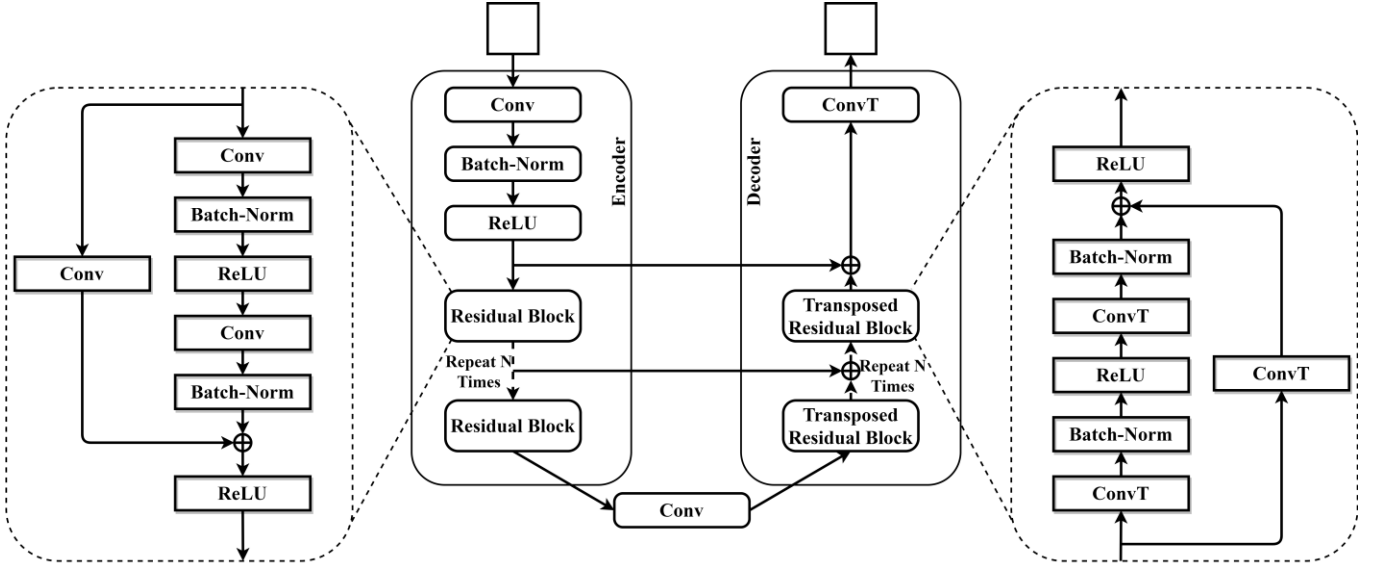 Conv
Batch-Norm
ReLU
Conv
Conv
Batch-Norm
ReLU
Conv
Batch-Norm
ReLU
Residual Block
Repeat N
Times
Residual Block
Encoder
Conv
Decoder
ConvT
Transposed
Residual Block
Repeat N
Times
Transposed
Residual Block
ReLU
Batch-Norm
ConvT
ReLU
Batch-Norm
ConvT
ConvT